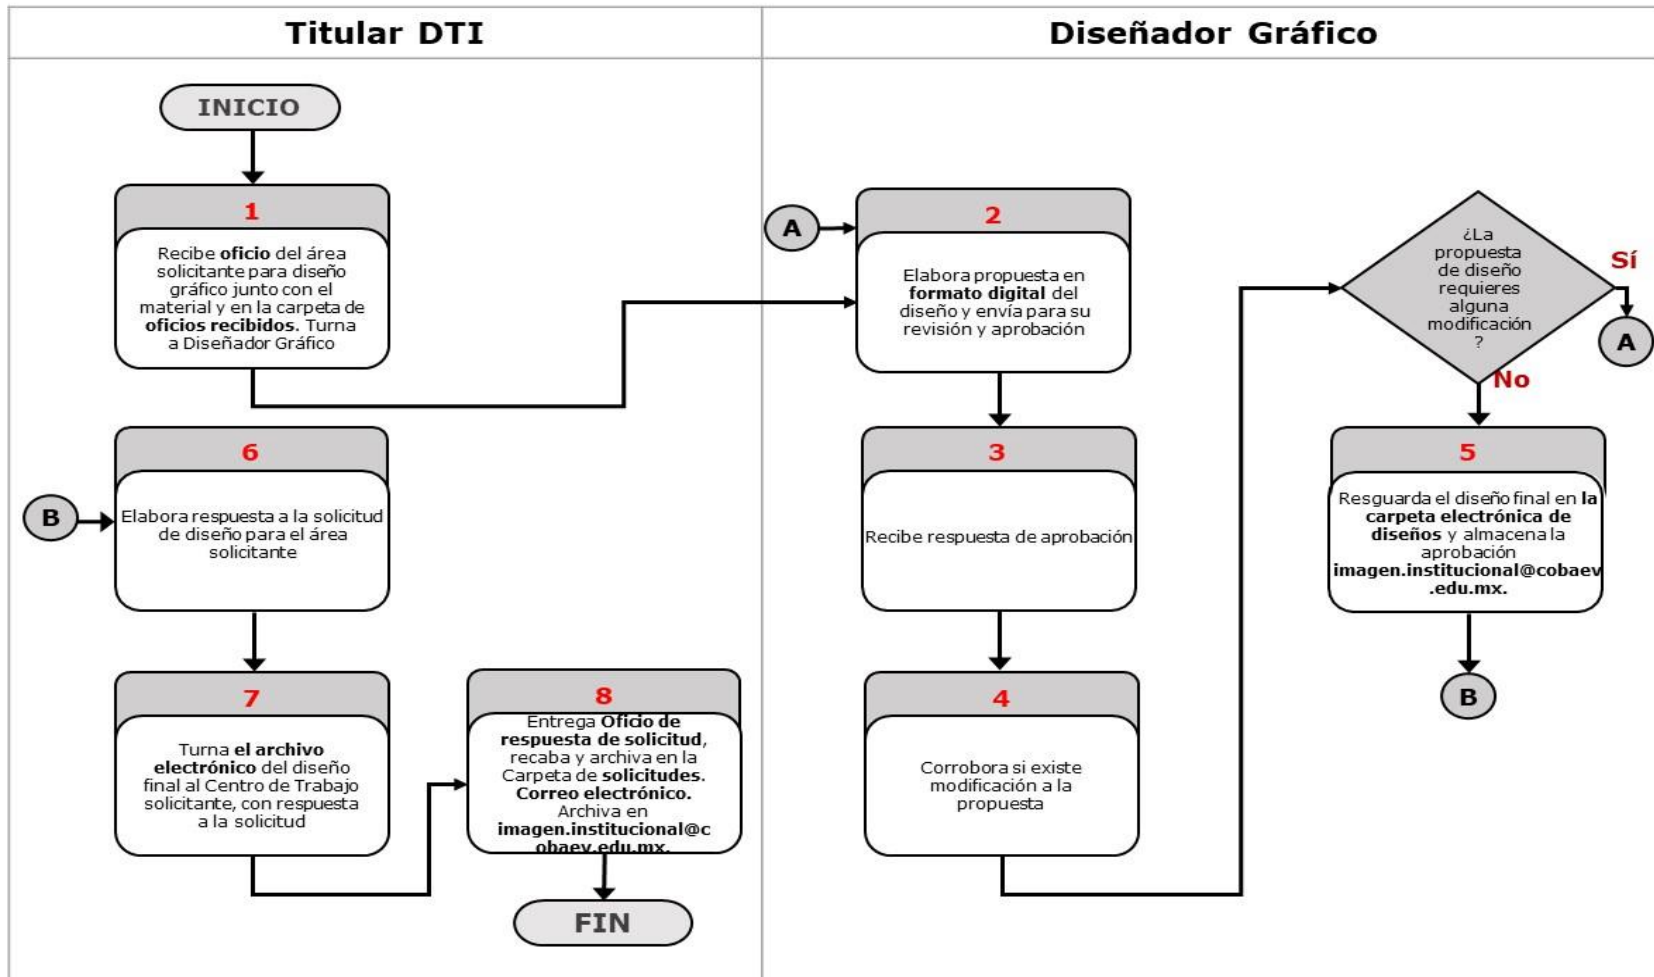 Titular DTI
Diseñador Gráfico
INICIO
1
Recibe oficio del área
solicitante para diseño
gráfico junto con el
material y en la carpeta de
oficios recibidos. Turna
a Diseñador Gráfico
A
2
Elabora propuesta en
formato digital del
diseño y envía para su
revisión y aprobación
¿La
propuesta
de diseño
requieres
alguna
modificación
?
Sí
A
No
B
6
Elabora respuesta a la solicitud
de diseño para el área
solicitante
3
Recibe respuesta de aprobación
5
Resguarda el diseño final en la
carpeta electrónica de
diseños y almacena la
aprobación
imagen.institucional@cobaev
.edu.mx.
B
7
Turna el archivo
electrónico del diseño
final al Centro de Trabajo
solicitante, con respuesta
a la solicitud
8
Entrega Oficio de
respuesta de solicitud,
recaba y archiva en la
Carpeta de solicitudes.
Correo electrónico.
Archiva en
imagen.institucional@c
obaev.edu.mx.
4
Corrobora si existe
modificación a la
propuesta
FIN